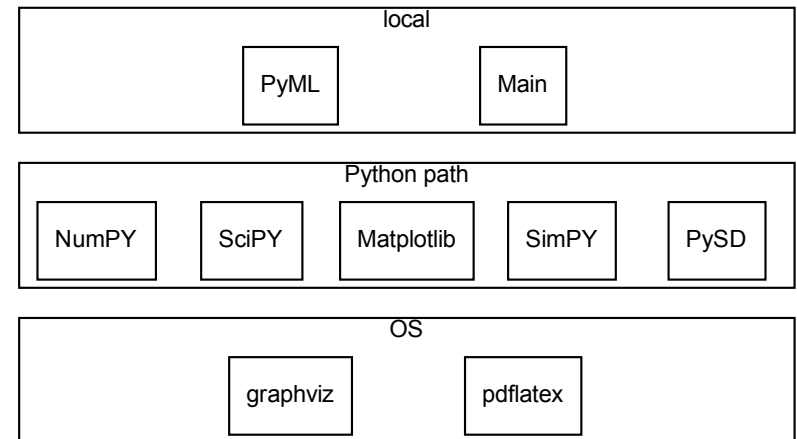 local
PyML Main
Python path
NumPY SciPY Matplotlib SimPY PySD
OS
graphviz pdflatex